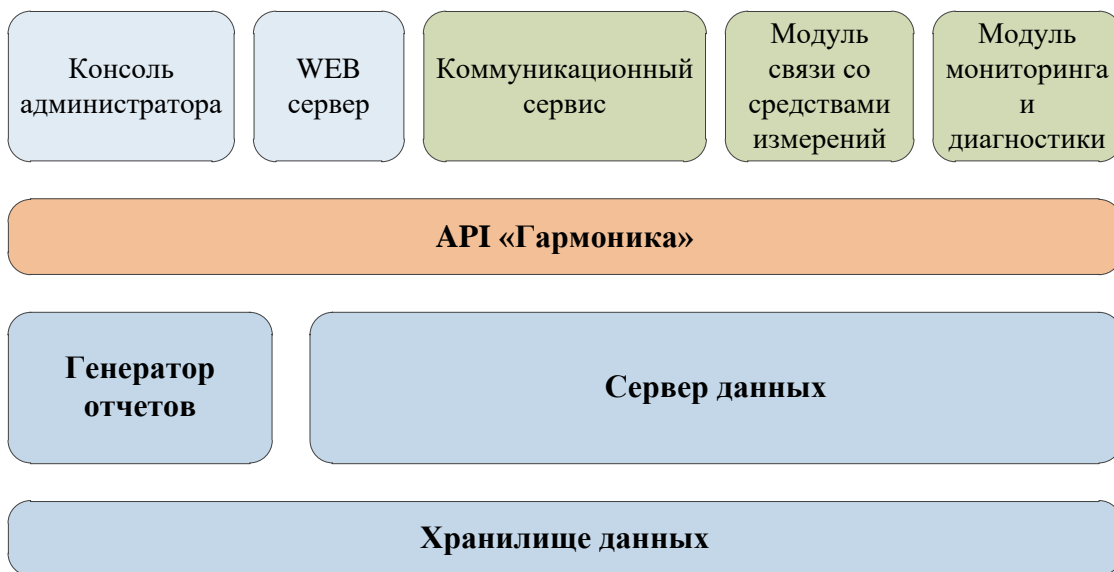 Консоль
администратора
WEB
сервер
Коммуникационный
сервис
Модуль
связи со
средствами
измерений
Модуль
мониторинга
и
диагностики
API «Гармоника»
Генератор
отчетов
Сервер данных
Хранилище данных